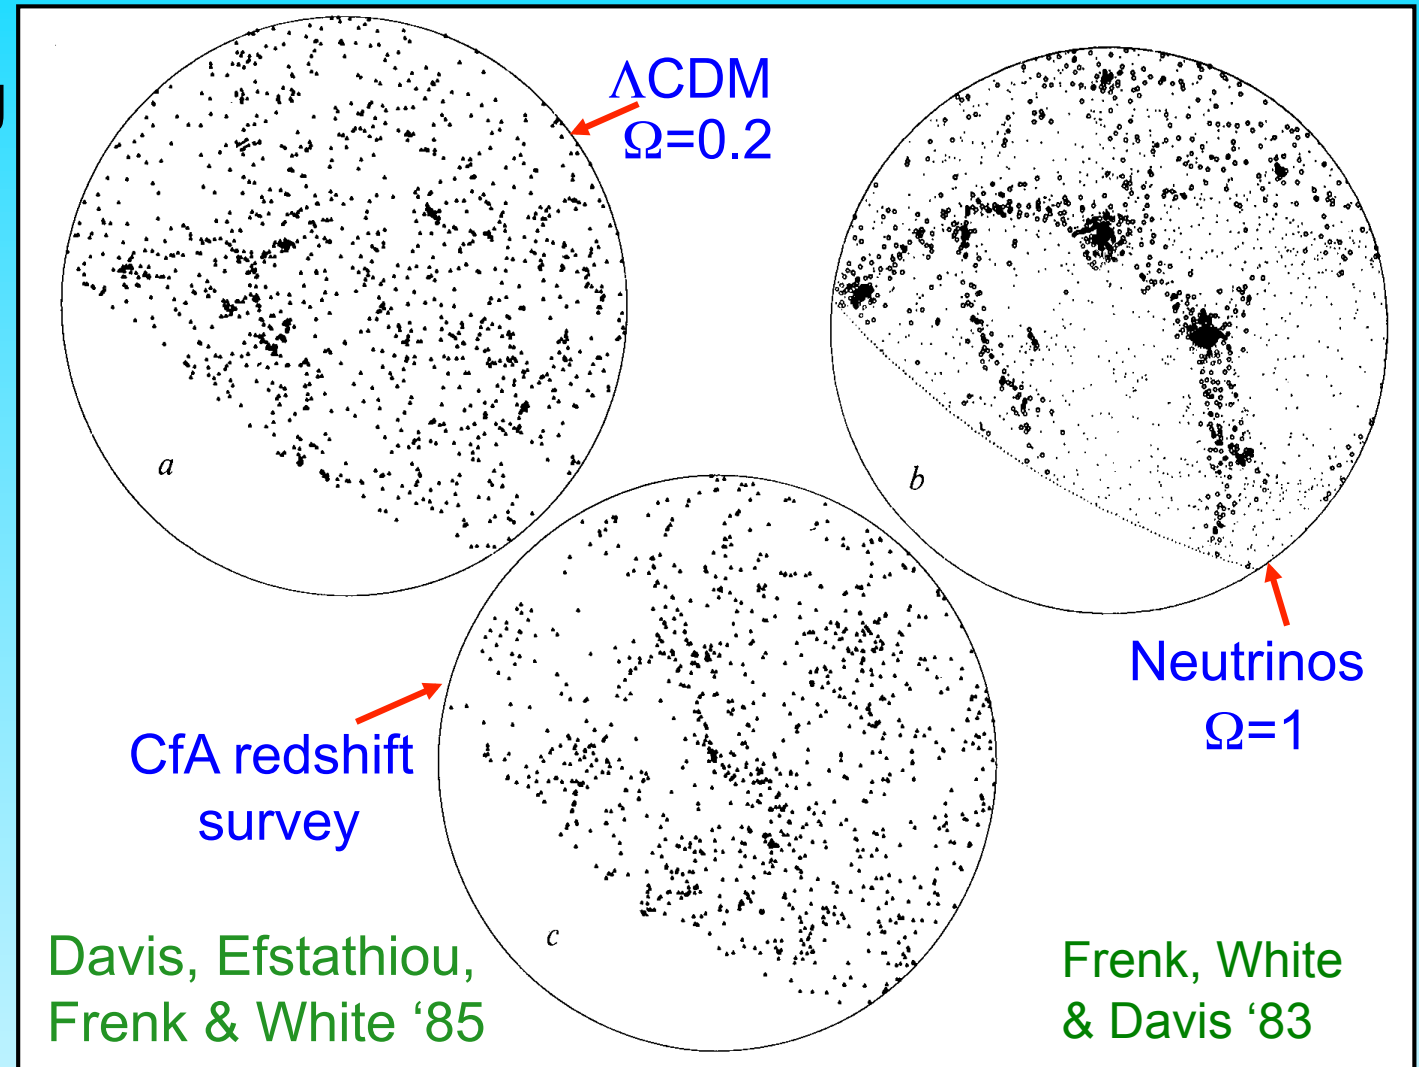 ΛCDM
Ω=0.2
a
b
Neutrinos
Ω=1
CfA redshift
survey
c
Davis, Efstathiou,
Frenk & White ‘85
Frenk, White
& Davis ‘83